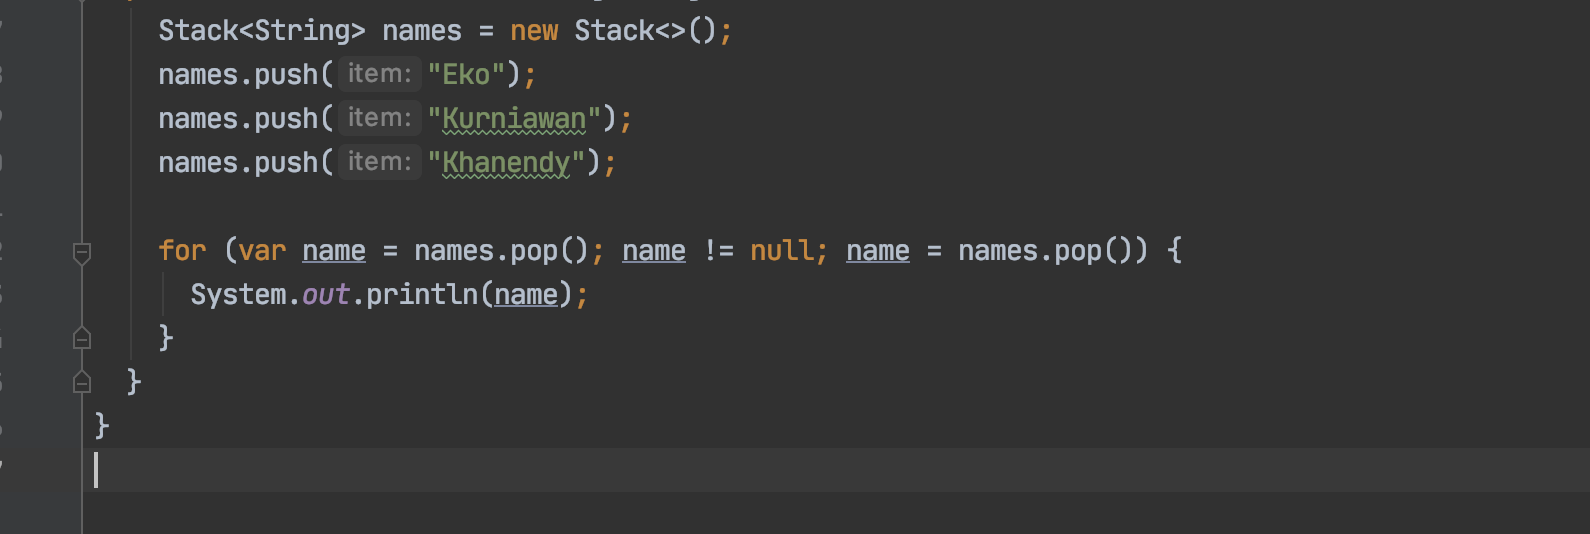 Stack<String> names = new Stack<>();
names.push( item: "Eko");
names.push( item: "Kurniawan");
names.push( item: "Khanendy");
for (var name = names.pop(); name != null; name = names.pop()) {
System.out.println(name);
}
}
}